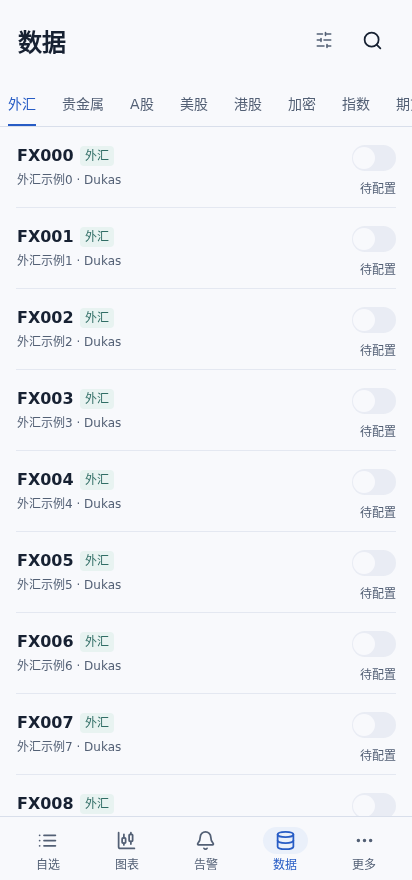 数据
外汇 贵金属 A股 美股 港股 加密 指数
FX000 外汇
外汇示例0 · Dukas
待配置
FX001 外汇
外汇示例1 · Dukas
待配置
FX002 外汇
外汇示例2 · Dukas
待配置
FX003 外汇
外汇示例3 · Dukas
待配置
FX004 外汇
外汇示例4 · Dukas
待配置
FX005 外汇
外汇示例5 · Dukas
待配置
FX006 外汇
外汇示例6 · Dukas
待配置
FX007 外汇
外汇示例7 · Dukas
待配置
FX008 外汇
自选 图表 告警 数据 更多